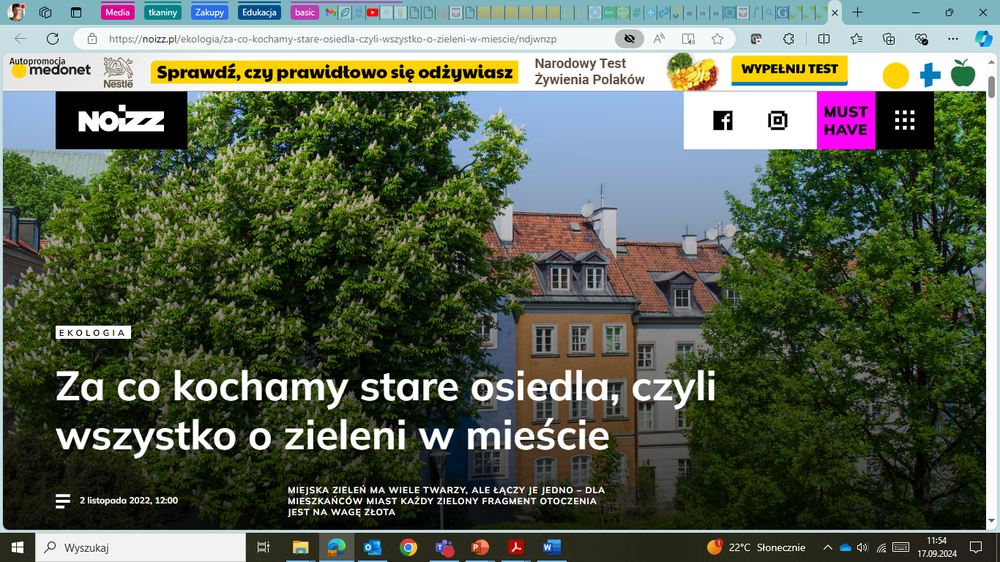 Media
tkaniny
Zakupy
Edukacja
basic
https://noizz.pl/ekologia/za-co-kochamy-stare-osiedla-czyli-wszystko-o-zieleni-w-miescie/ndjwnzp
Autopromocja
medonet
Nestlé
Sprawdź, czy prawidłowo się odżywiasz
Narodowy Test
Żywienia Polaków
WYPEŁNIJ TEST
NOIZZ
MUST
HAVE
EKOLOGIA
Za co kochamy stare osiedla, czyli
wszystko o zieleni w mieście
2 listopada 2022, 12:00
MIEJSKA ZIELEŃ MA WIELE TWARZY, ALE ŁĄCZY JE JEDNO – DLA
MIESZKAŃCÓW MIAST KAŻDY ZIELONY FRAGMENT OTOCZENIA
JEST NA WAGĘ ZŁOTA
Wyszukaj
1
22°C Słonecznie
11:54
17.09.2024